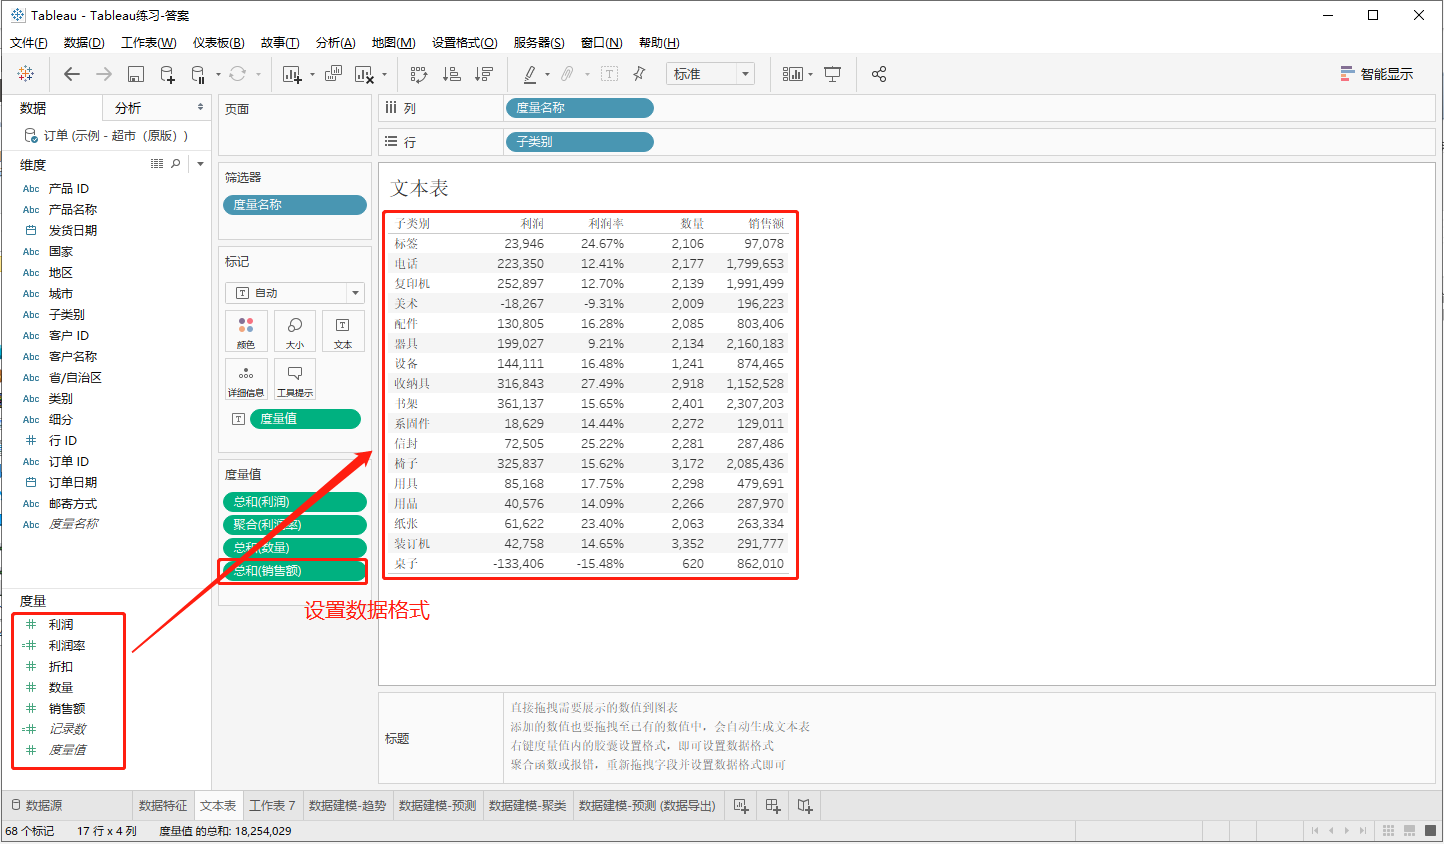 Tableau - Tableau练习-答案
文件(F) 数据(D) 工作表(W) 仪表板(B) 故事(T) 分析(A) 地图(M) 设置格式(O) 服务器(S) 窗口(N) 帮助(H)
标准
智能显示
数据 分析
订单 (示例 - 超市（原版）)
维度
Abc 产品 ID
Abc 产品名称
发货日期
Abc 国家
Abc 地区
Abc 城市
Abc 子类别
Abc 客户 ID
Abc 客户名称
Abc 省/自治区
Abc 类别
Abc 细分
# 行 ID
Abc 订单 ID
订单日期
Abc 邮寄方式
Abc 度量名称
度量
# 利润
=# 利润率
# 折扣
# 数量
# 销售额
=# 记录数
# 度量值
页面
筛选器
度量名称
标记
T 自动
颜色 大小 T 文本
详细信息 工具提示
T 度量值
度量值
总和(利润)
聚合(利润率)
总和(数量)
总和(销售额)
设置数据格式
列 度量名称
行 子类别
文本表
子类别 利润 利润率 数量 销售额
标签 23,946 24.67% 2,106 97,078
电话 223,350 12.41% 2,177 1,799,653
复印机 252,897 12.70% 2,139 1,991,499
美术 -18,267 -9.31% 2,009 196,223
配件 130,805 16.28% 2,085 803,406
器具 199,027 9.21% 2,134 2,160,183
设备 144,111 16.48% 1,241 874,465
收纳具 316,843 27.49% 2,918 1,152,528
书架 361,137 15.65% 2,401 2,307,203
系固件 18,629 14.44% 2,272 129,011
信封 72,505 25.22% 2,281 287,486
椅子 325,837 15.62% 3,172 2,085,436
用具 85,168 17.75% 2,298 479,691
用品 40,576 14.09% 2,266 287,970
纸张 61,622 23.40% 2,063 263,334
装订机 42,758 14.65% 3,352 291,777
桌子 -133,406 -15.48% 620 862,010
标题
直接拖拽需要展示的数值到图表
添加的数值也要拖拽至已有的数值中，会自动生成文本表
右键度量值内的胶囊设置格式，即可设置数据格式
聚合函数或报错，重新拖拽字段并设置数据格式即可
数据源 数据特征 文本表 工作表 7 数据建模-趋势 数据建模-预测 数据建模-聚类 数据建模-预测 (数据导出)
68 个标记 17 行 x 4 列 度量值 的总和: 18,254,029